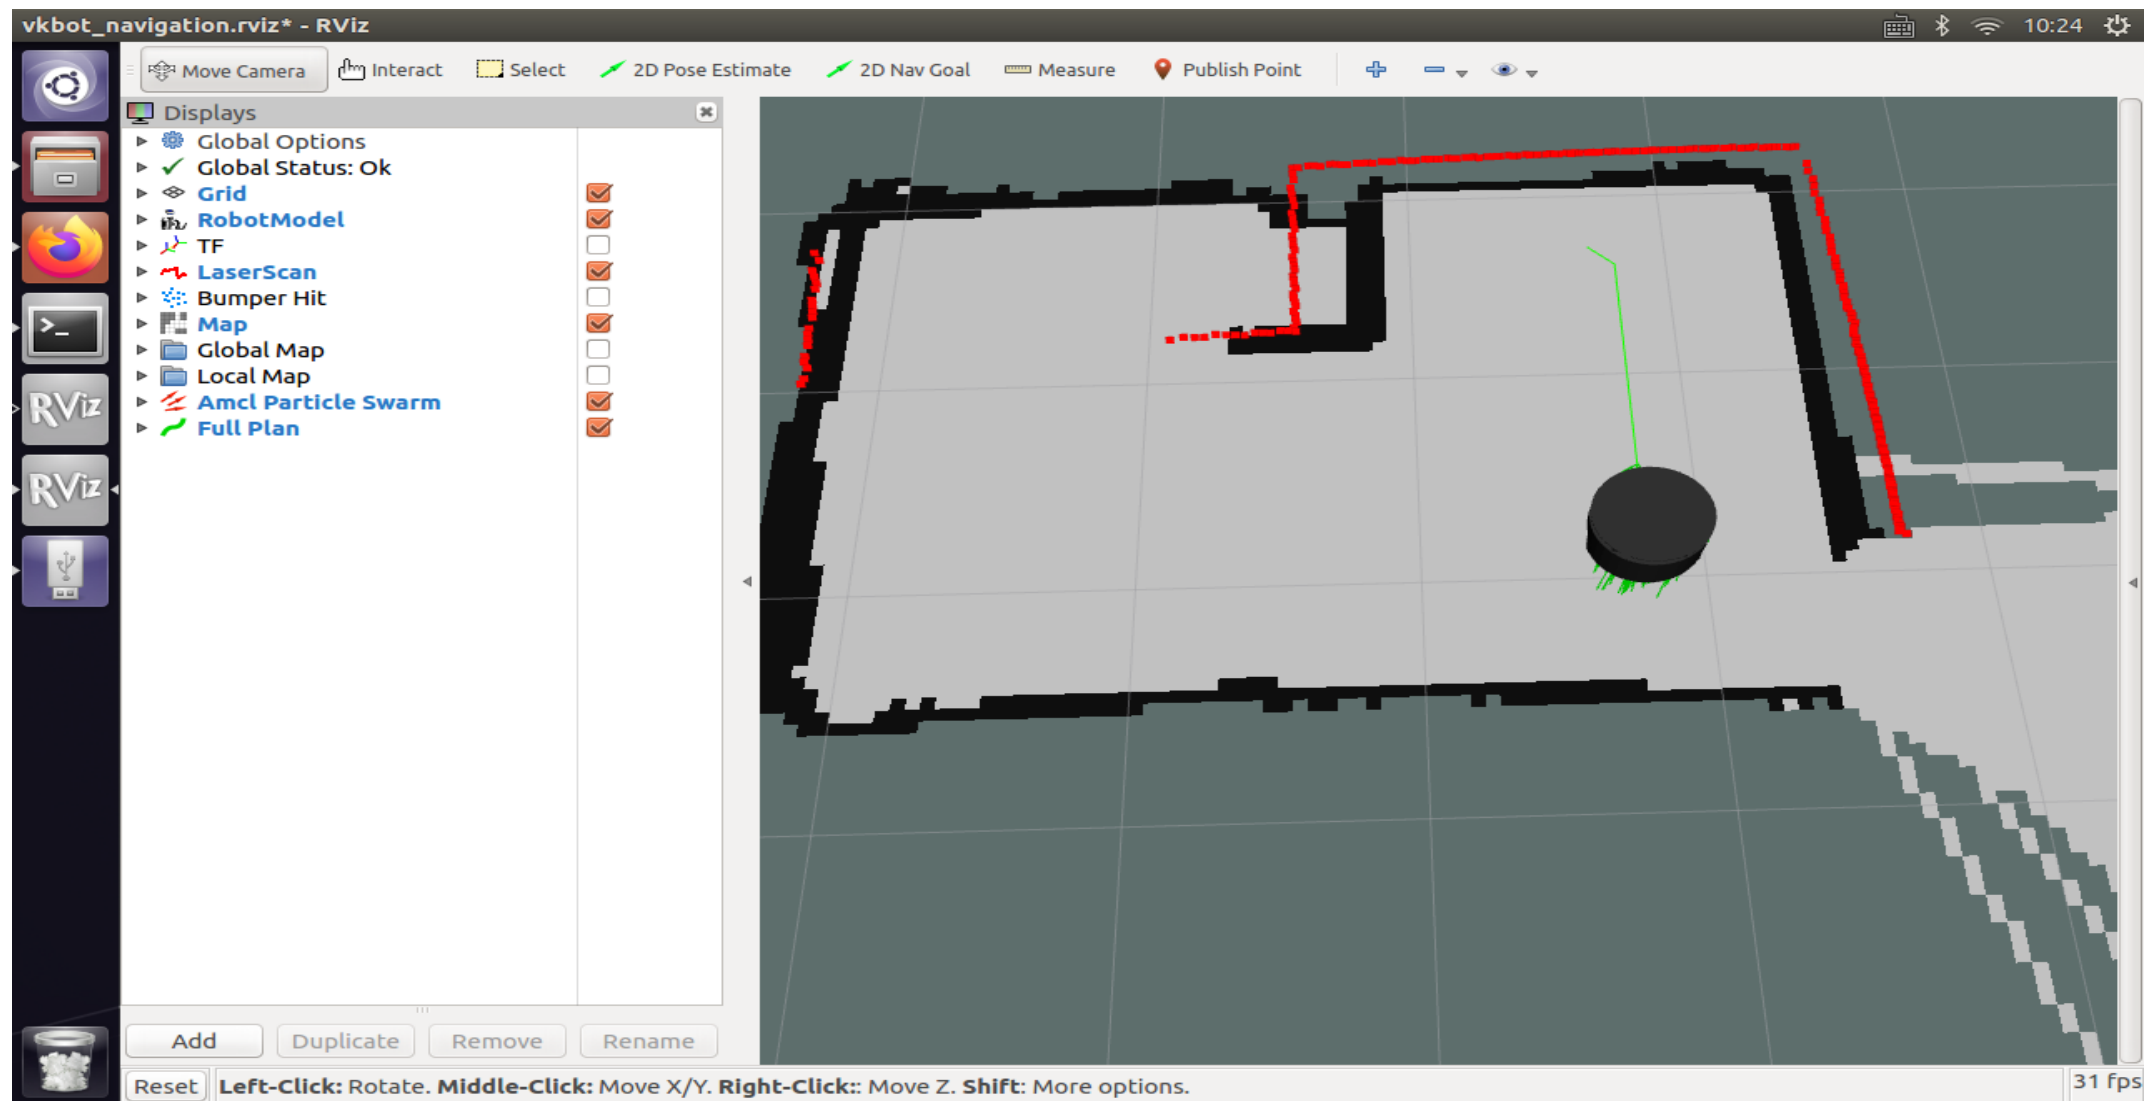 vkbot_navigation.rviz* - RViz
10:24
Move Camera Interact Select 2D Pose Estimate 2D Nav Goal Measure Publish Point
Displays
Global Options
Global Status: Ok
Grid
RobotModel
TF
LaserScan
Bumper Hit
Map
Global Map
Local Map
Amcl Particle Swarm
Full Plan
>_
RViz
RViz
Add Duplicate Remove Rename
Reset Left-Click: Rotate. Middle-Click: Move X/Y. Right-Click:: Move Z. Shift: More options. 31 fps